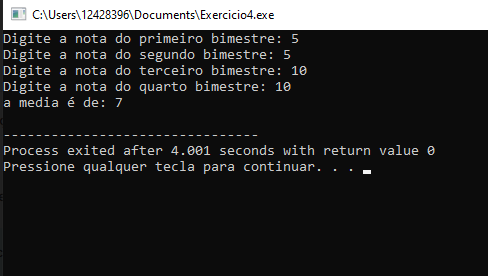 C:\Users\12428396\Documents\Exercicio4.exe
Digite a nota do primeiro bimestre: 5
Digite a nota do segundo bimestre: 5
Digite a nota do terceiro bimestre: 10
Digite a nota do quarto bimestre: 10
a media é de: 7
--------------------------------
Process exited after 4.001 seconds with return value 0
Pressione qualquer tecla para continuar. . .